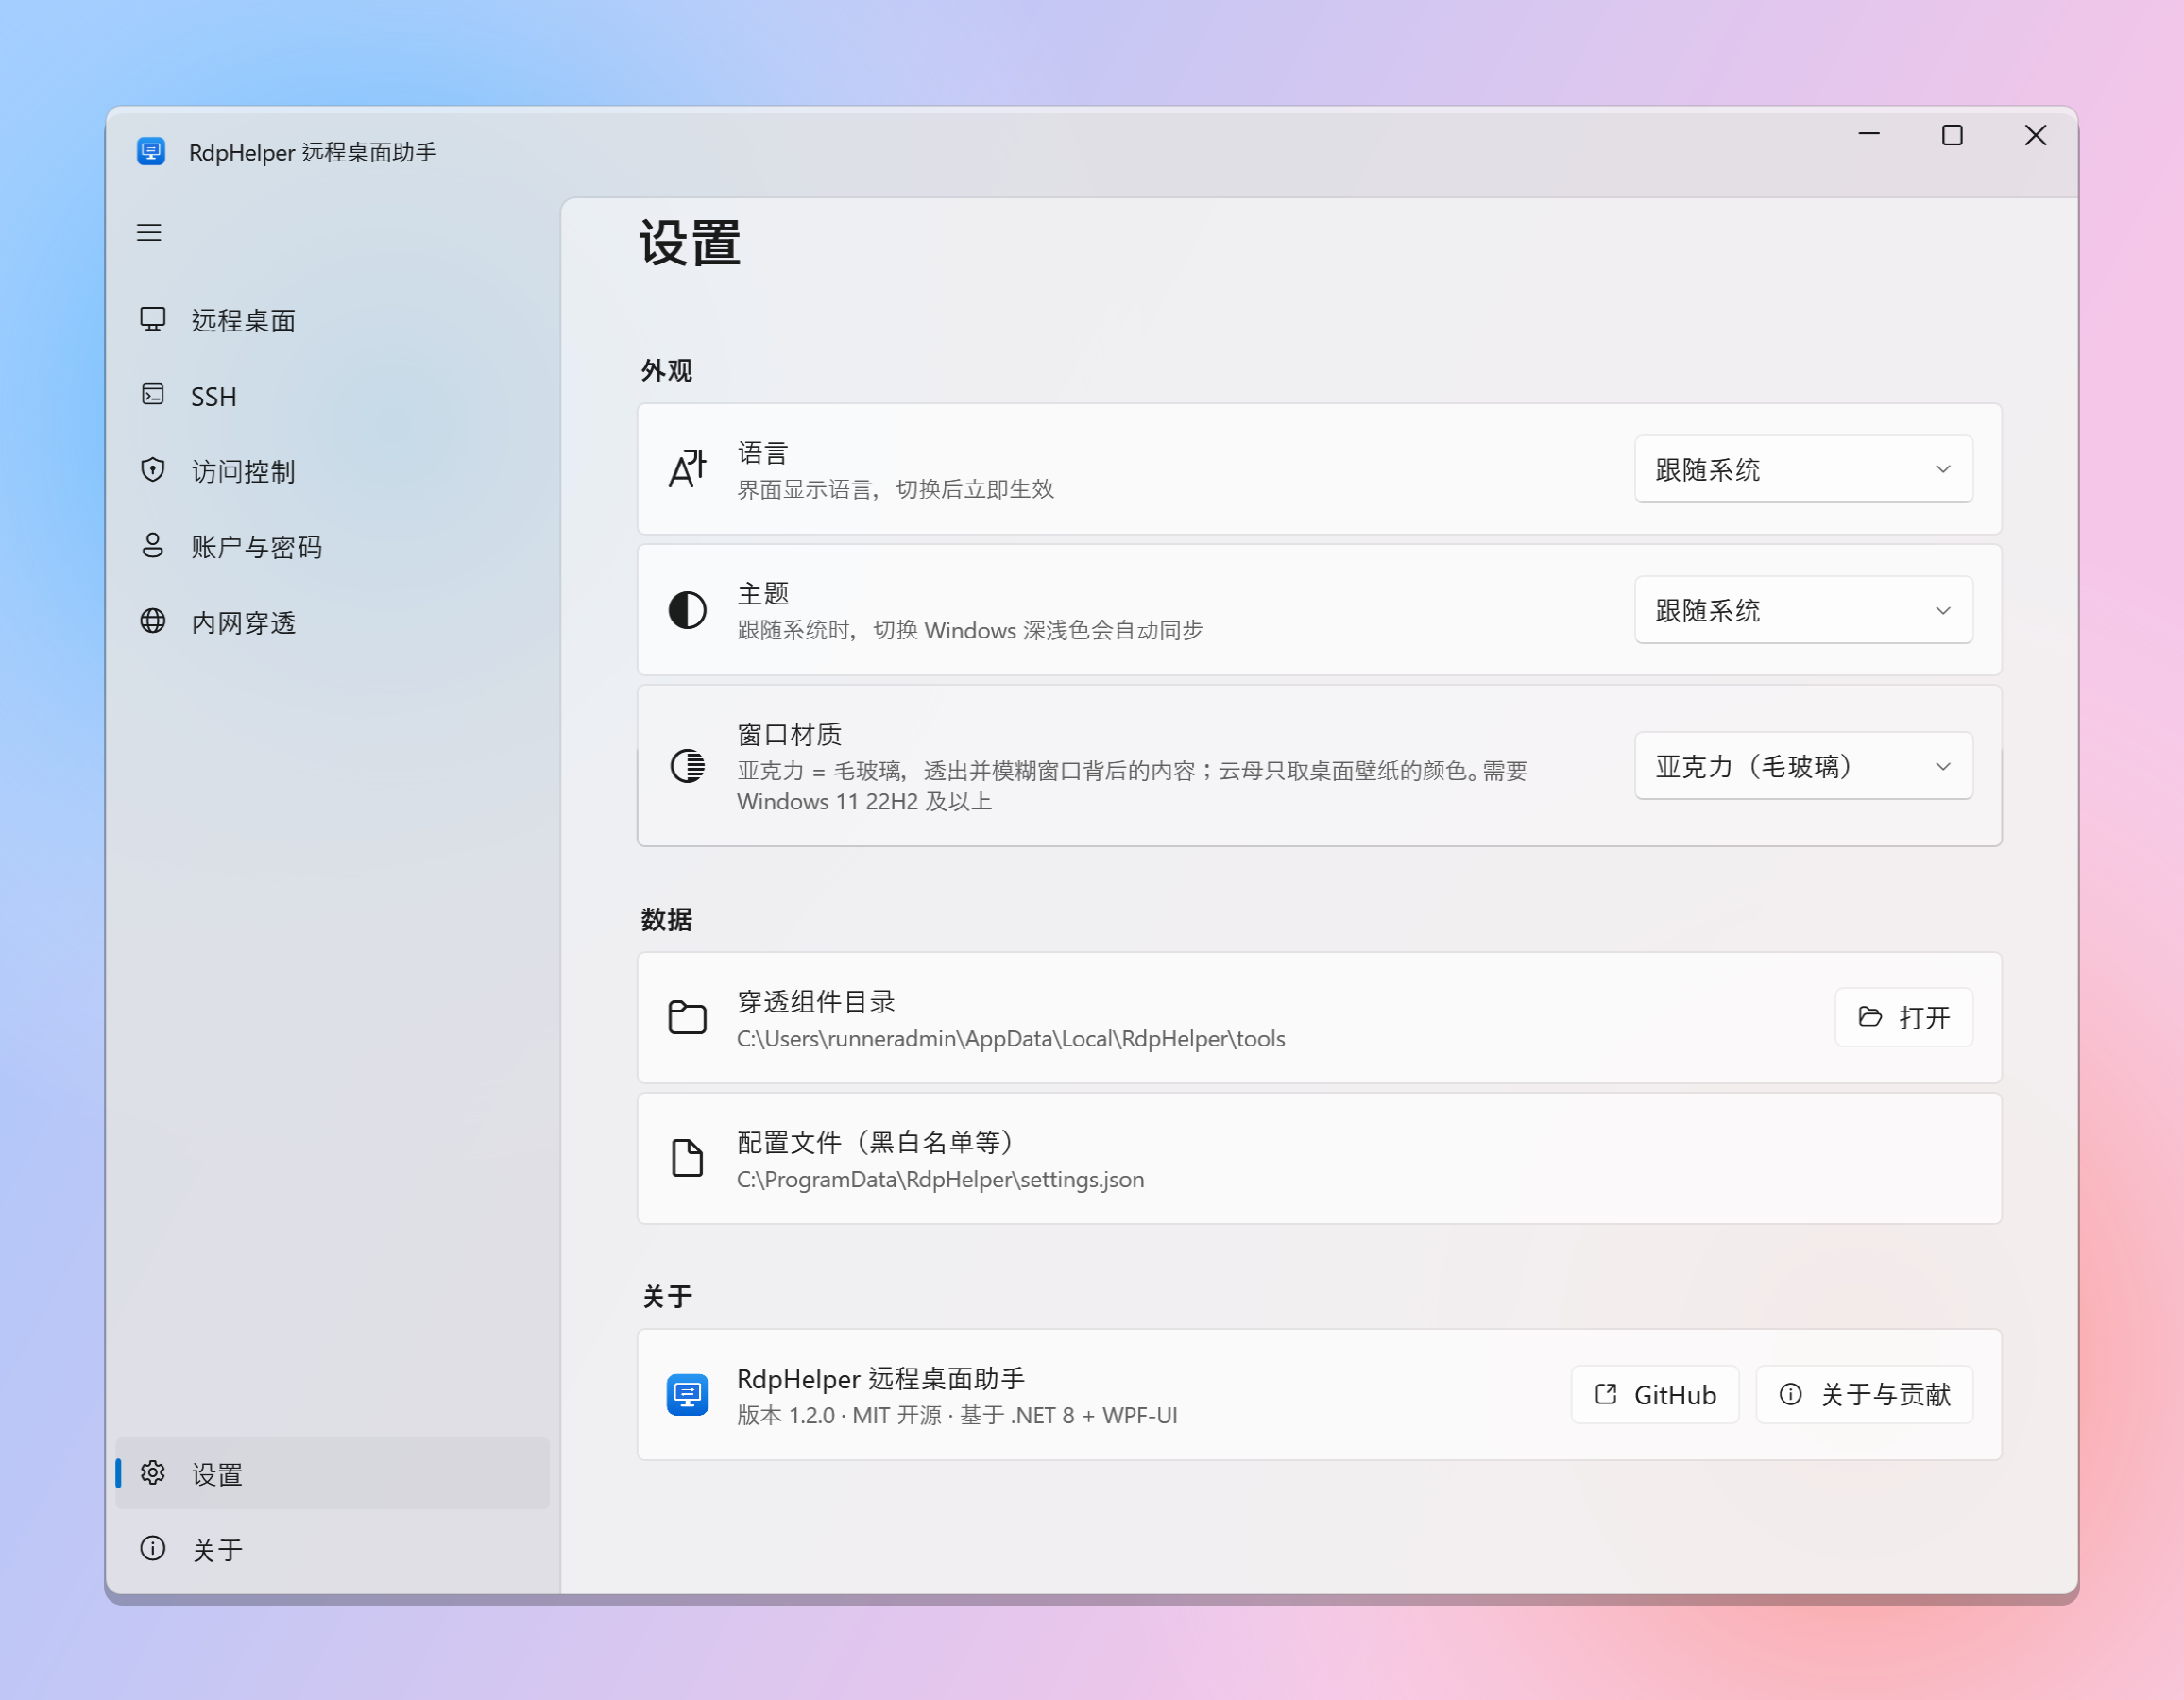 RdpHelper 远程桌面助手
远程桌面
SSH
访问控制
账户与密码
内网穿透
设置
关于
设置
外观
语言
界面显示语言，切换后立即生效
跟随系统
主题
跟随系统时，切换 Windows 深浅色会自动同步
跟随系统
窗口材质
亚克力 = 毛玻璃，透出并模糊窗口背后的内容；云母只取桌面壁纸的颜色。需要
Windows 11 22H2 及以上
亚克力（毛玻璃）
数据
穿透组件目录
C:\Users\runneradmin\AppData\Local\RdpHelper\tools
打开
配置文件（黑白名单等）
C:\ProgramData\RdpHelper\settings.json
关于
RdpHelper 远程桌面助手
版本 1.2.0 · MIT 开源 · 基于 .NET 8 + WPF-UI
GitHub
关于与贡献